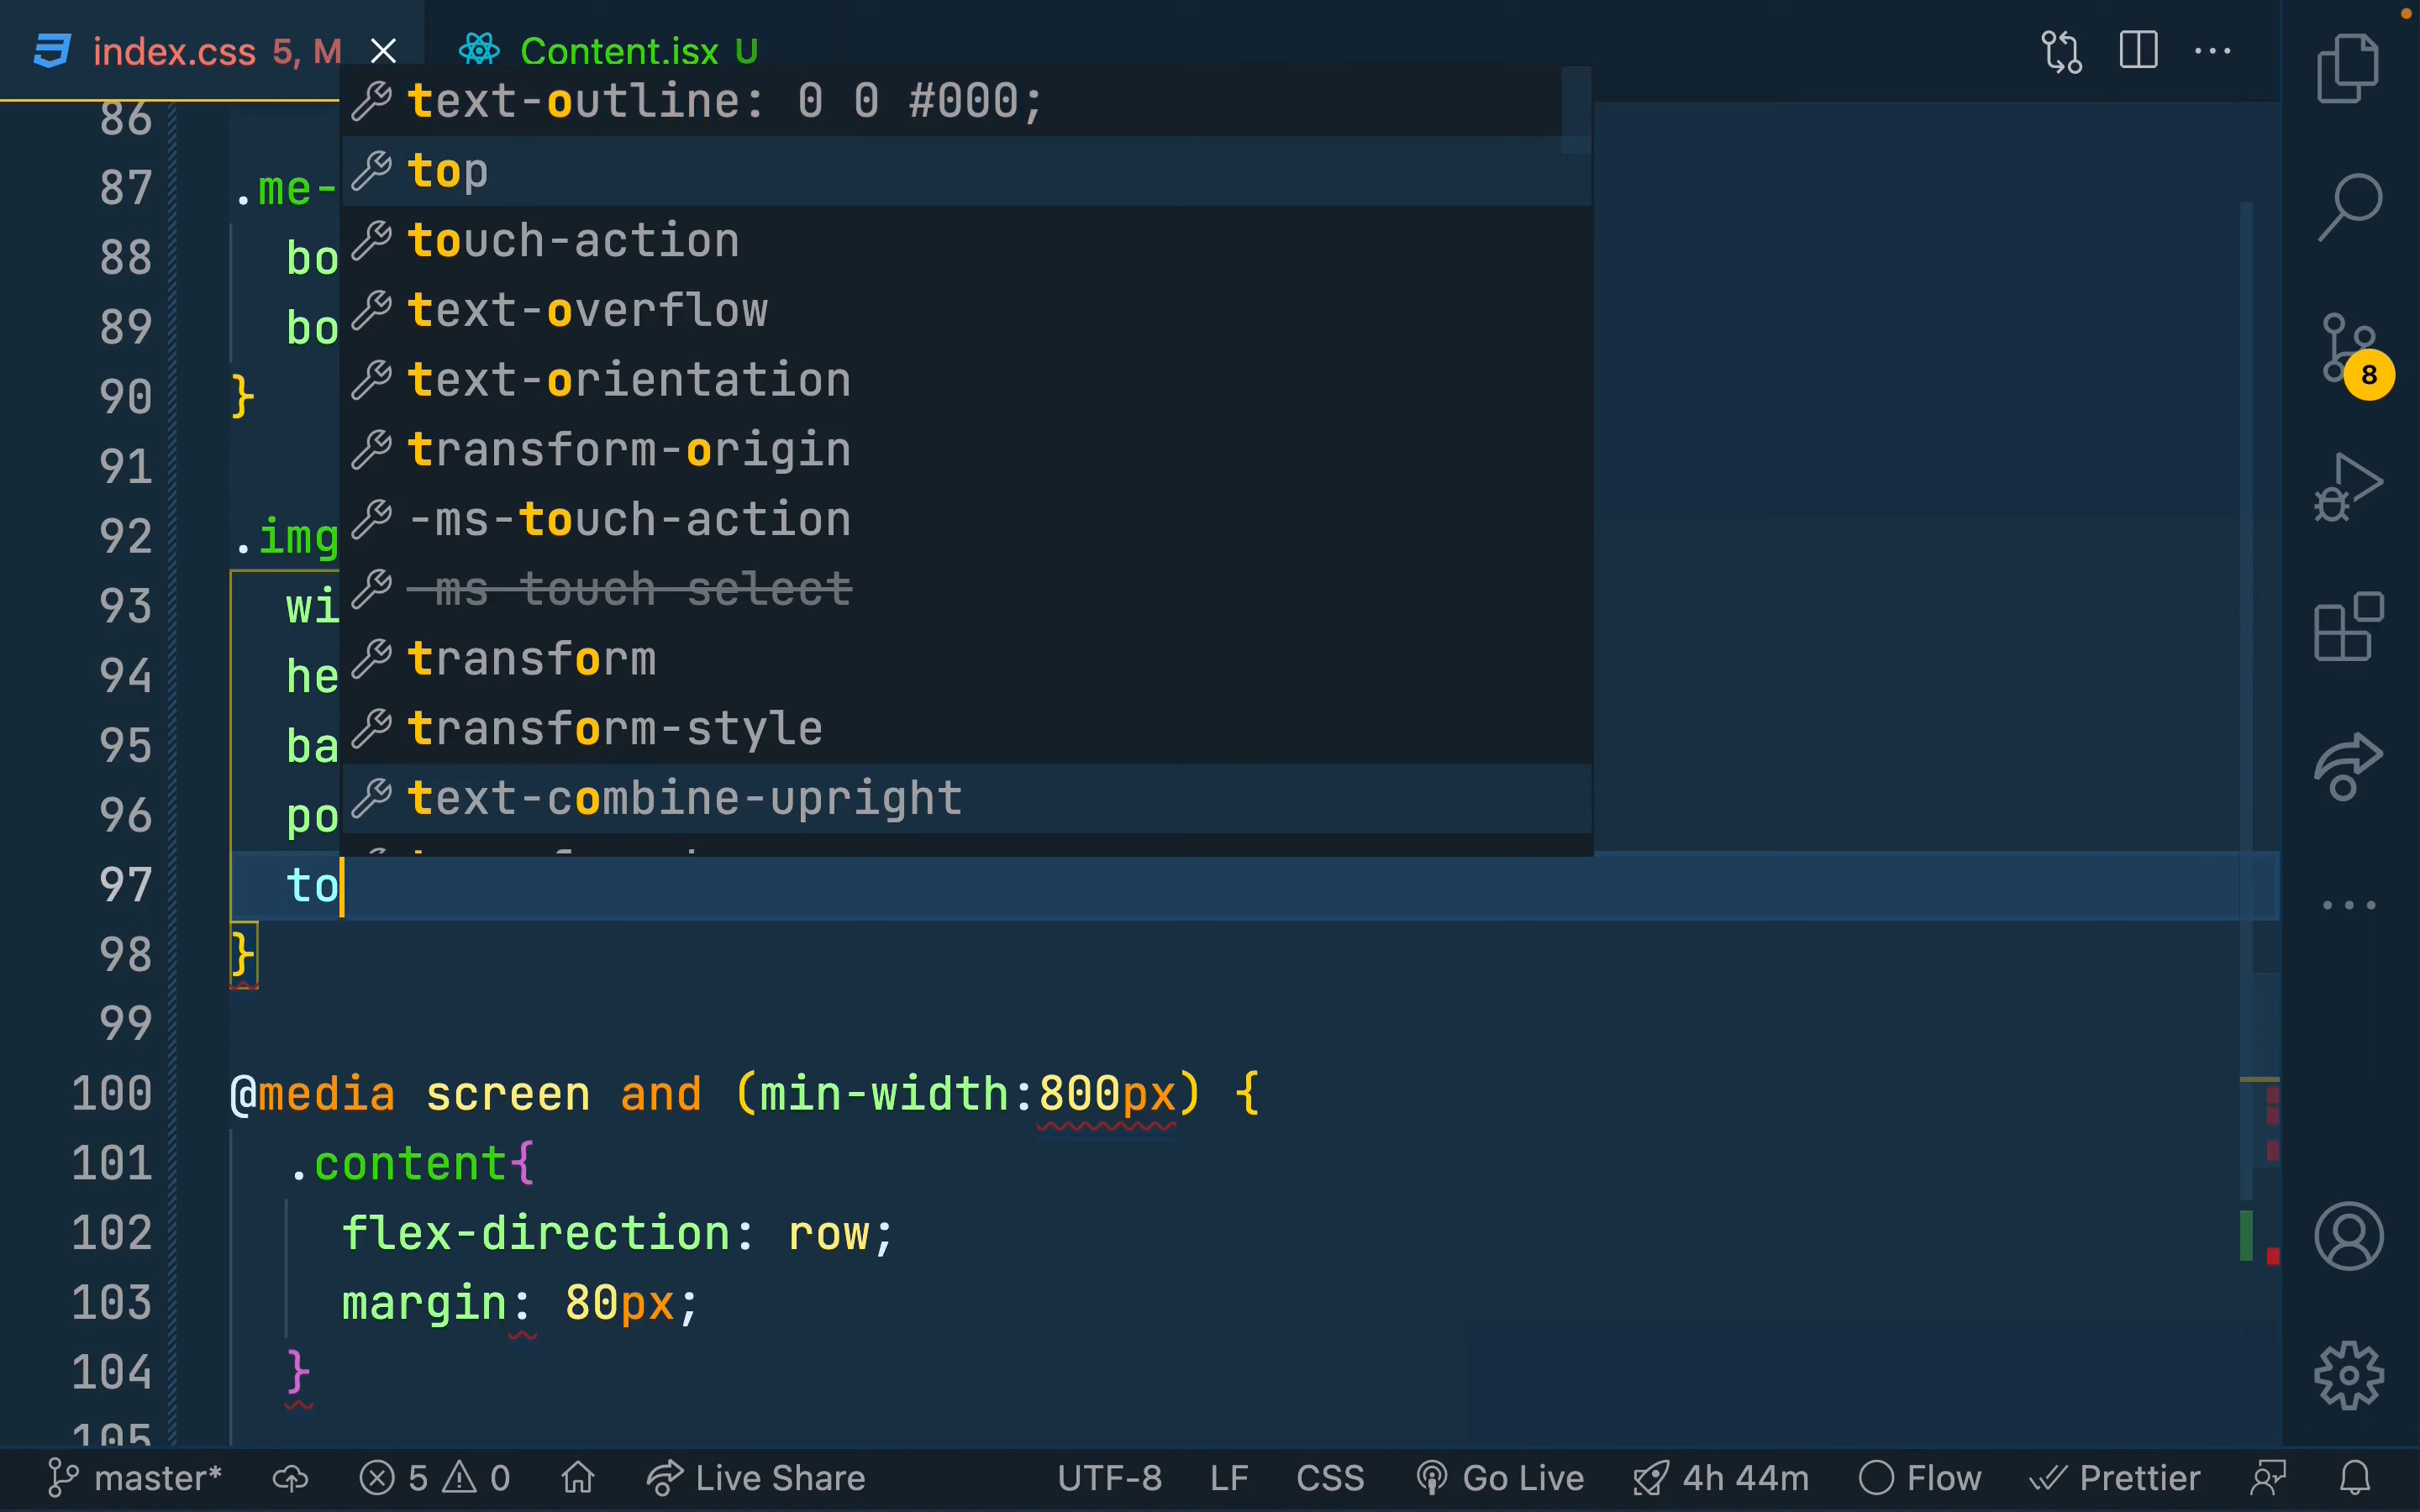 index.css 5, M
Content.jsx U
86
87 .me-
88 bo
89 bo
90 }
91
92 .img
93 wi
94 he
95 ba
96 po
97 to
98 }
99
100 @media screen and (min-width:800px) {
101 .content{
102 flex-direction: row;
103 margin: 80px;
104 }
105
text-outline: 0 0 #000;
top
touch-action
text-overflow
text-orientation
transform-origin
-ms-touch-action
-ms-touch-select
transform
transform-style
text-combine-upright
8
master* 5 0 Live Share UTF-8 LF CSS Go Live 4h 44m Flow Prettier